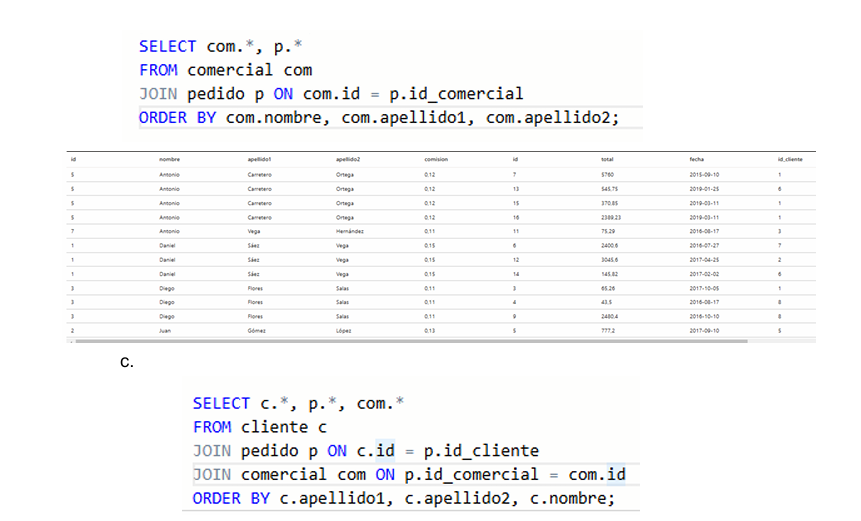 SELECT com.*, p.*
FROM comercial com
JOIN pedido p ON com.id = p.id_comercial
ORDER BY com.nombre, com.apellido1, com.apellido2;
id nombre apellido1 apellido2 comision id total fecha id_cliente
5 Antonio Carretero Ortega 0,12 7 5760 2015-09-10 1
5 Antonio Carretero Ortega 0,12 13 545,75 2019-01-25 6
5 Antonio Carretero Ortega 0,12 15 370,85 2019-03-11 1
5 Antonio Carretero Ortega 0,12 16 2389,23 2019-03-11 1
7 Antonio Vega Hernández 0,11 11 75,29 2016-08-17 3
1 Daniel Sáez Vega 0,15 6 2400,6 2016-07-27 7
1 Daniel Sáez Vega 0,15 12 3045,6 2017-04-25 2
1 Daniel Sáez Vega 0,15 14 145,82 2017-02-02 6
3 Diego Flores Salas 0,11 3 65,26 2017-10-05 1
3 Diego Flores Salas 0,11 4 43,5 2016-08-17 8
3 Diego Flores Salas 0,11 9 2480,4 2016-10-10 8
2 Juan Gómez López 0,13 5 777,2 2017-09-10 5
c.
SELECT c.*, p.*, com.*
FROM cliente c
JOIN pedido p ON c.id = p.id_cliente
JOIN comercial com ON p.id_comercial = com.id
ORDER BY c.apellido1, c.apellido2, c.nombre;